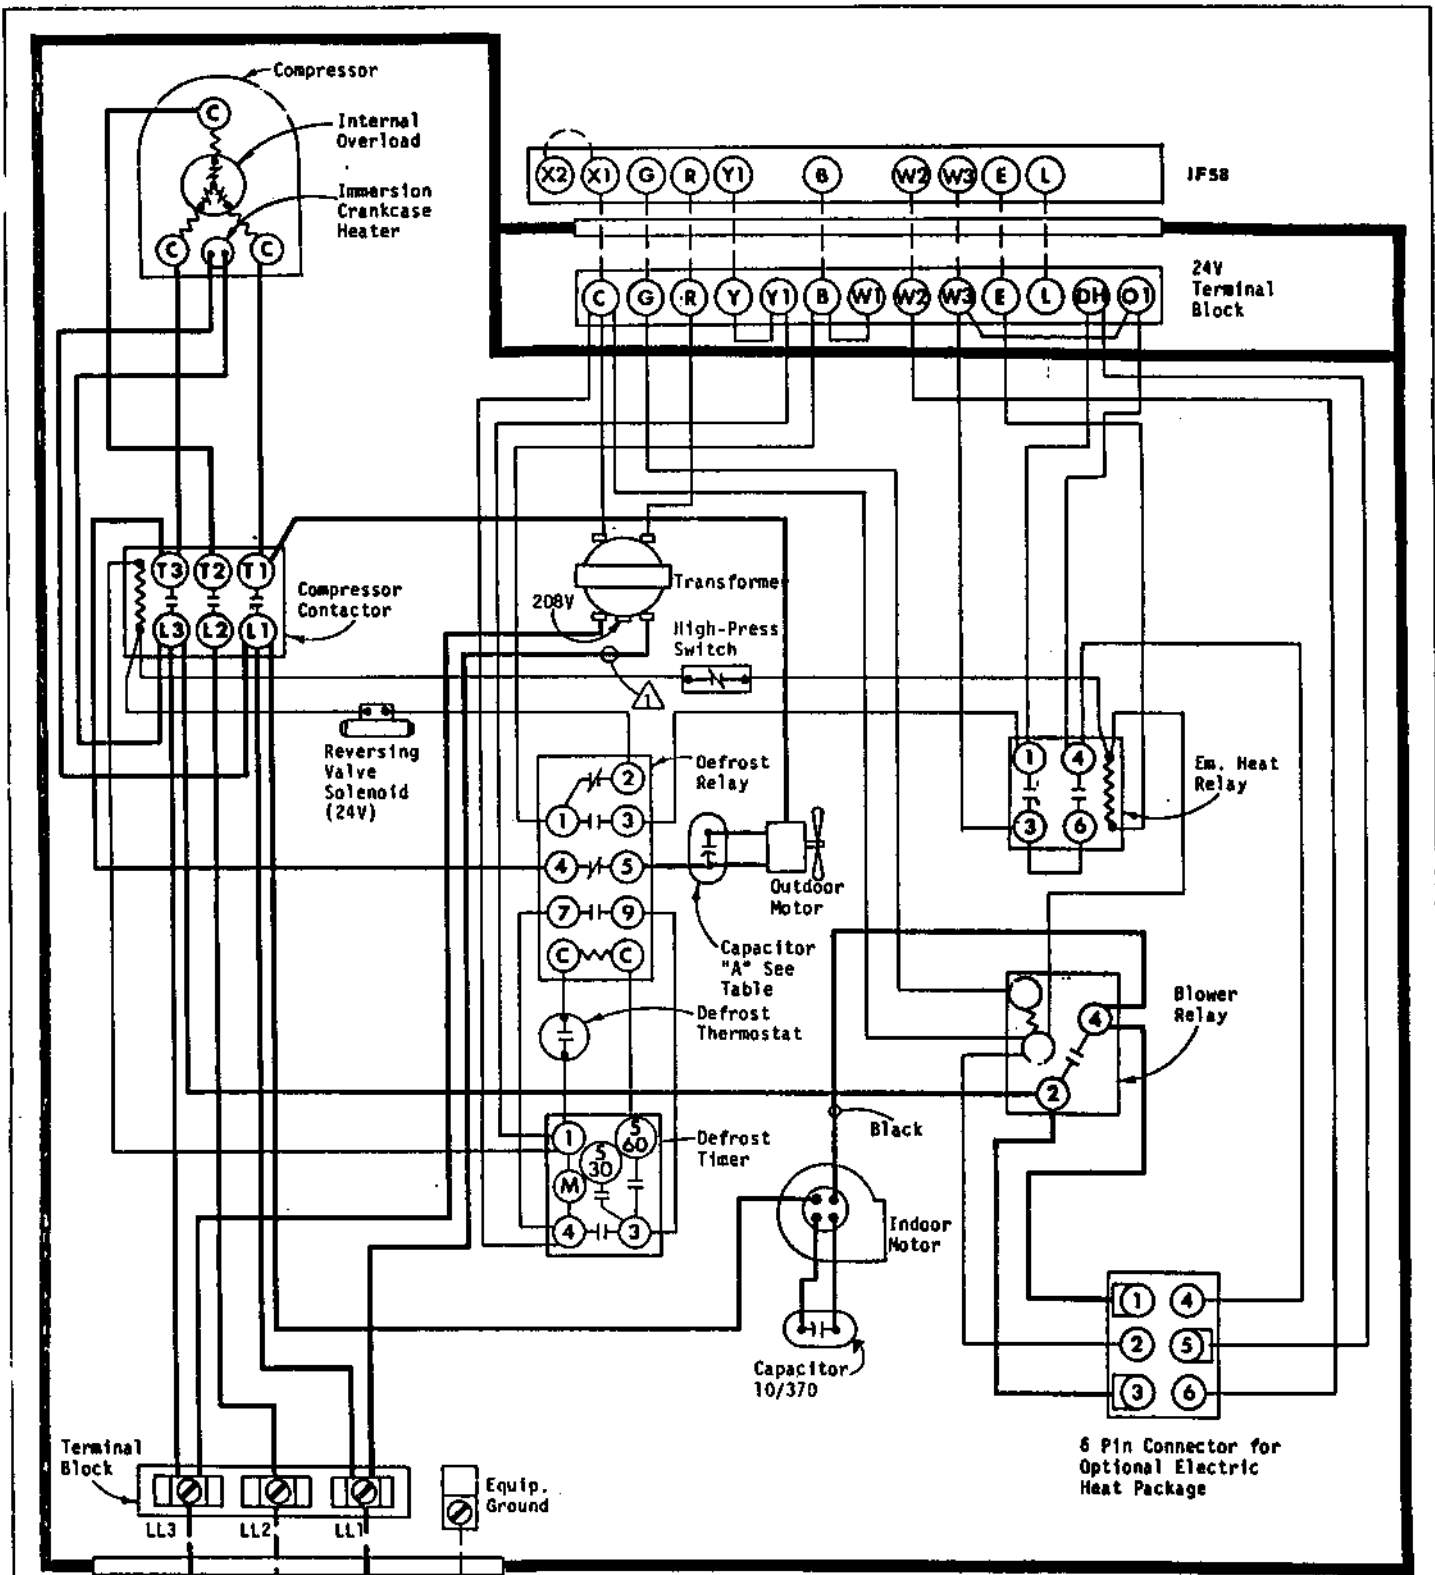 Compressor
Internal
Overload
Immersion
Crankcase
Heater
C
C
C
X2 X1 G R Y1 B W2 W3 E L
JF58
C G R Y Y1 B W1 W2 W3 E L DH O1
24V
Terminal
Block
T3 T2 T1
L3 L2 L1
Compressor
Contactor
Transforme
208V
High-Press
Switch
1
Reversing
Valve
Solenoid
(24V)
Defrost
Relay
2
1 3
4 5
7 9
C C
Outdoor
Motor
Capacitor
"A" See
Table
1 4
3 6
Em. Heat
Relay
Defrost
Thermostat
4
2
Blower
Relay
Black
1 S 60
S 30
M
4 3
Defrost
Timer
Indoor
Motor
Capacitor
10/370
1 4
2 5
3 6
6 Pin Connector for
Optional Electric
Heat Package
Terminal
Block
LL3 LL2 LL1
Equip.
Ground